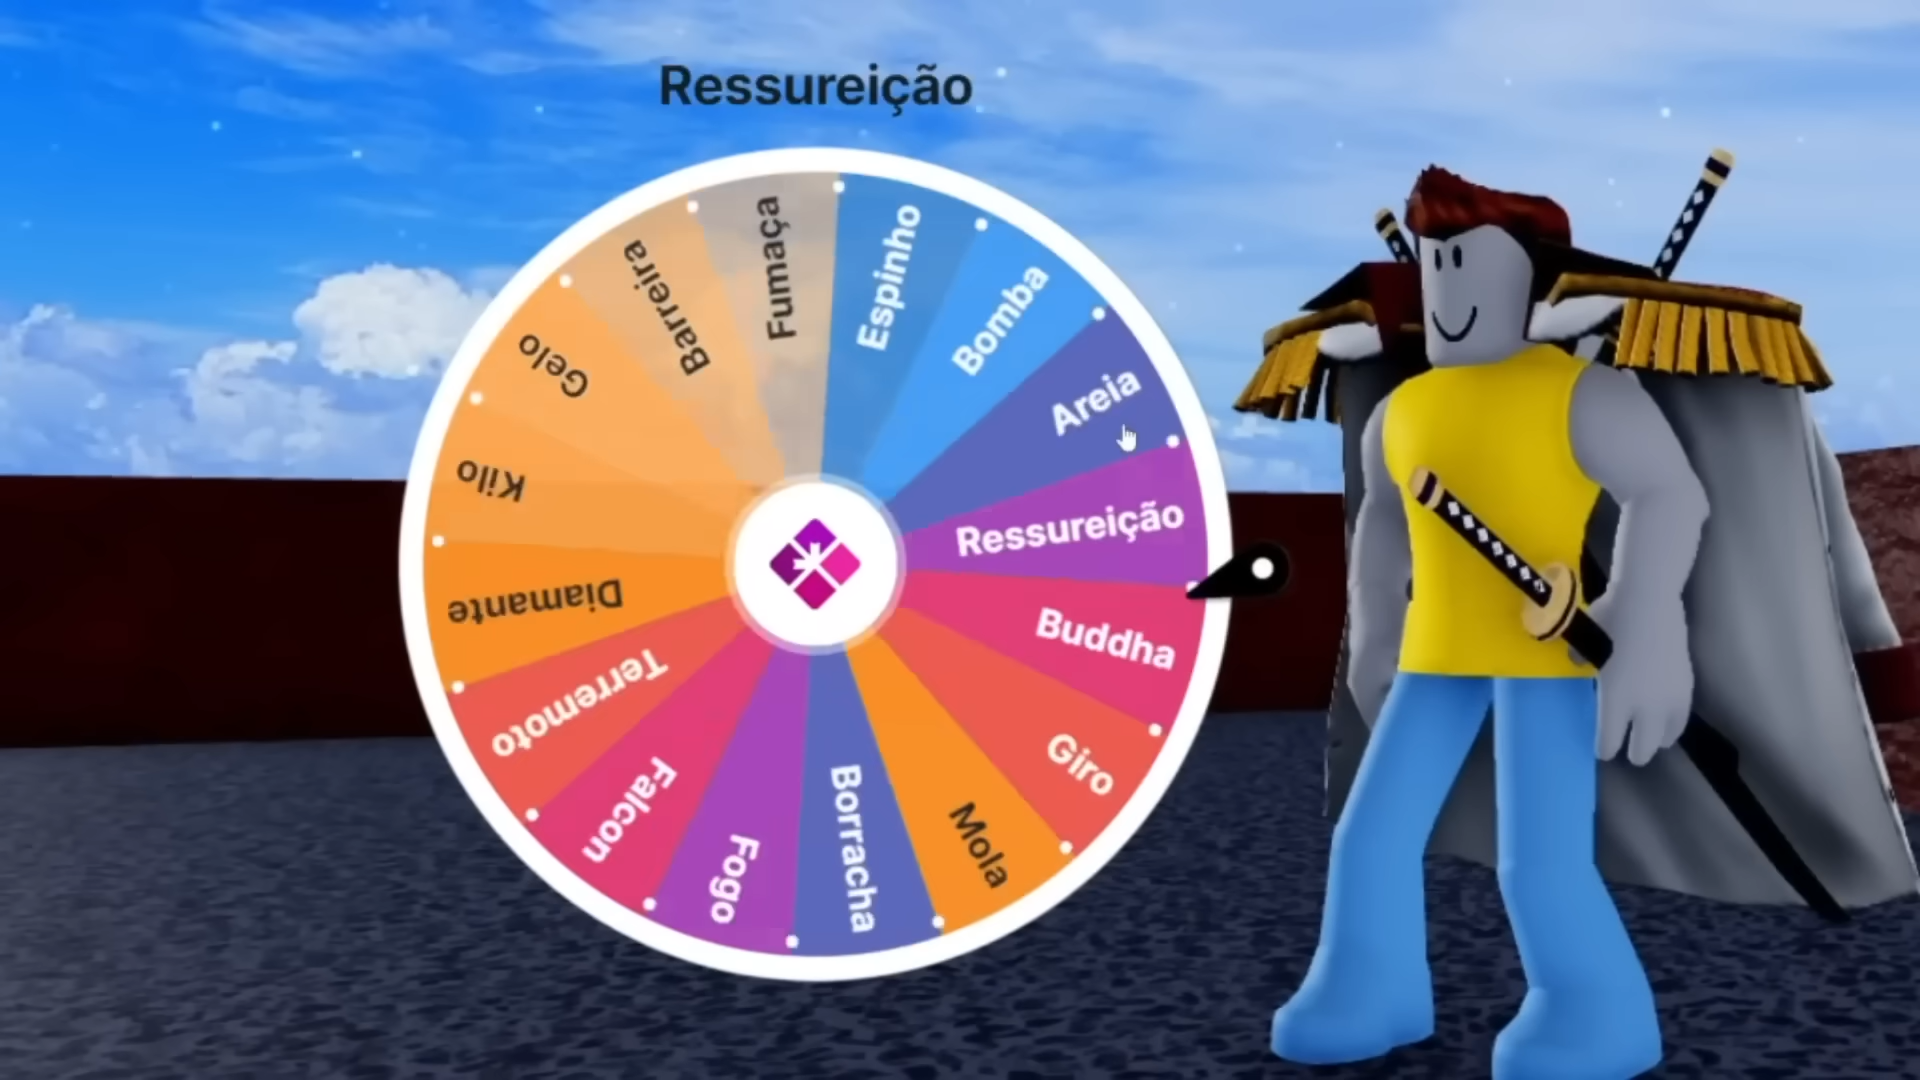 Ressureição
Espinho
Bomba
Areia
Ressureição
Buddha
Giro
Mola
Borracha
Fogo
Falcon
Terremoto
Diamante
Kilo
Gelo
Barreira
Fumaça